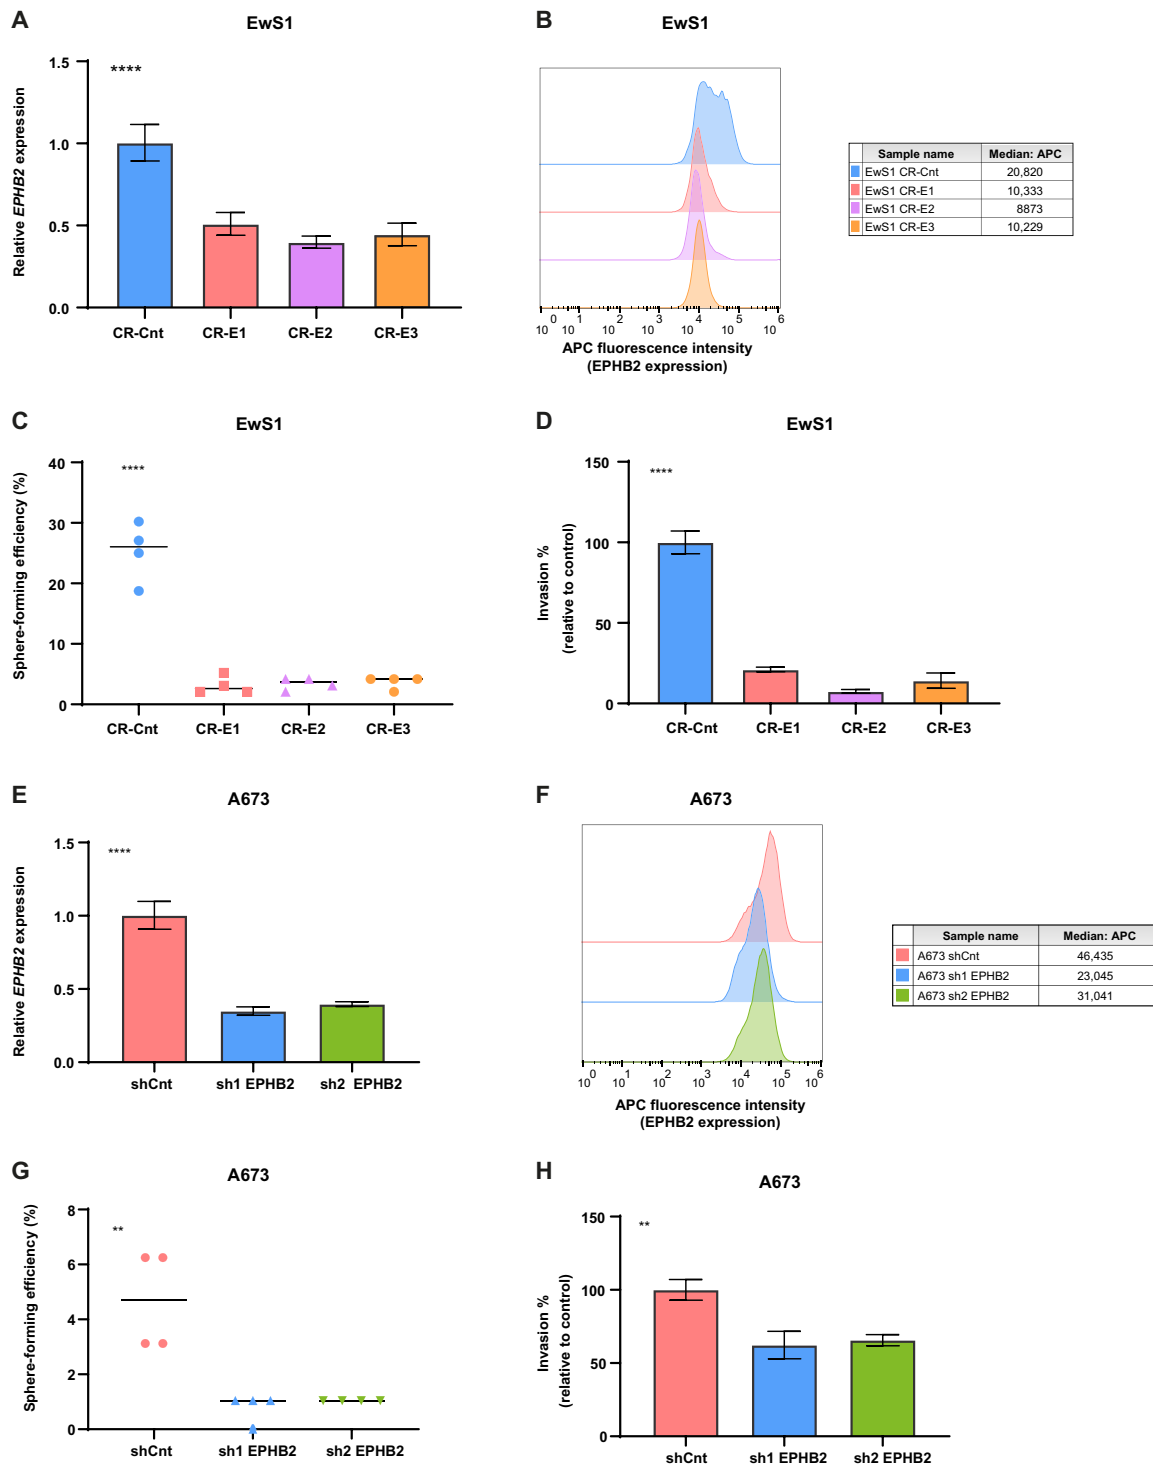 A
EwS1
Relative EPHB2 expression
1.5
1.0
0.5
0.0
****
CR-Cnt CR-E1 CR-E2 CR-E3
B
EwS1
10^0 10^1 10^2 10^3 10^4 10^5 10^6
APC fluorescence intensity
(EPHB2 expression)
Sample name Median: APC
EwS1 CR-Cnt 20,820
EwS1 CR-E1 10,333
EwS1 CR-E2 8873
EwS1 CR-E3 10,229
C
EwS1
Sphere-forming efficiency (%)
40
30
20
10
0
****
CR-Cnt CR-E1 CR-E2 CR-E3
D
EwS1
Invasion %
(relative to control)
150
100
50
0
****
CR-Cnt CR-E1 CR-E2 CR-E3
E
A673
Relative EPHB2 expression
1.5
1.0
0.5
0.0
****
shCnt sh1 EPHB2 sh2 EPHB2
F
A673
10^0 10^1 10^2 10^3 10^4 10^5 10^6
APC fluorescence intensity
(EPHB2 expression)
Sample name Median: APC
A673 shCnt 46,435
A673 sh1 EPHB2 23,045
A673 sh2 EPHB2 31,041
G
A673
Sphere-forming efficiency (%)
8
6
4
2
0
**
shCnt sh1 EPHB2 sh2 EPHB2
H
A673
Invasion %
(relative to control)
150
100
50
0
**
shCnt sh1 EPHB2 sh2 EPHB2